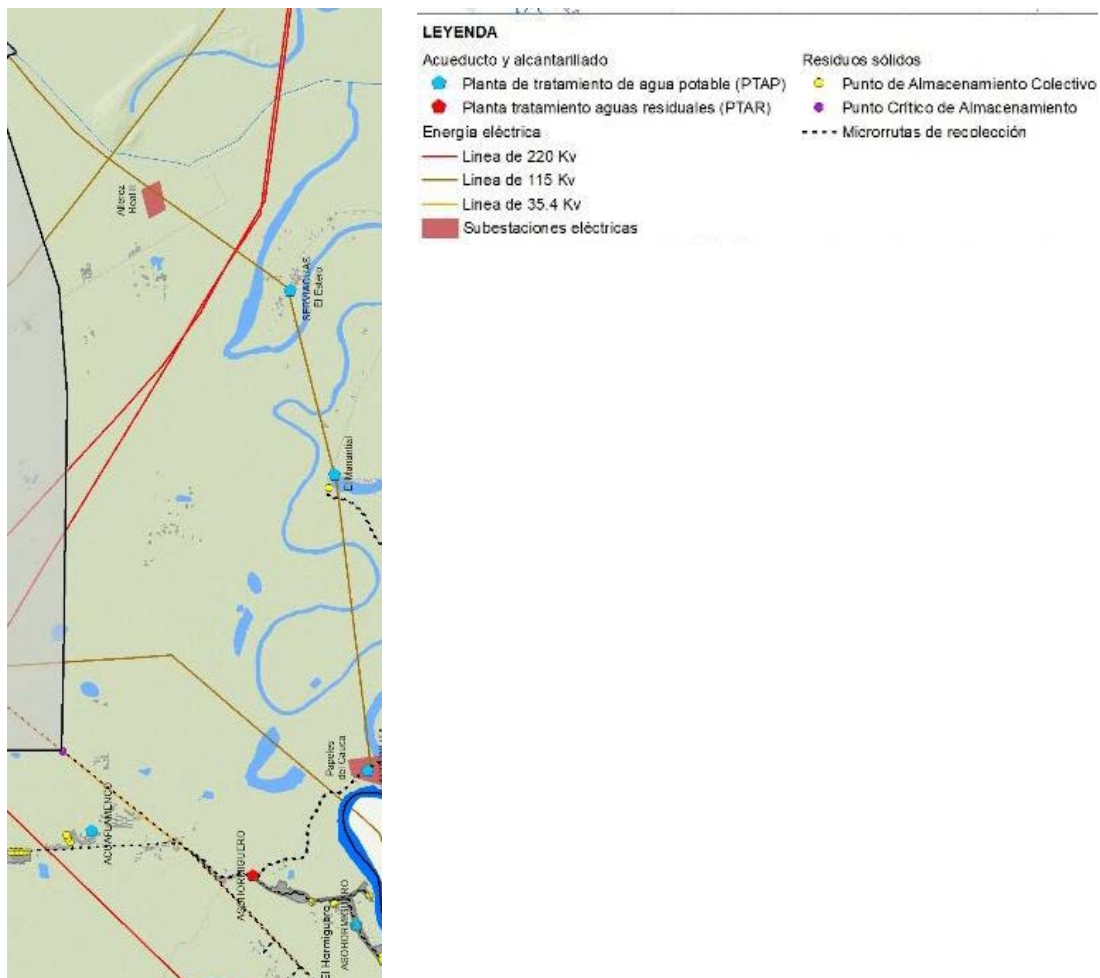 Alferez
Real II
SERVIAGUAS
El Estero
El Manantial
Papeles
del Cauca
ACUAFLAMENCO
ASOHORMIGUERO
El Hormiguero
ASOHORMIGUERO
LEYENDA
Acueducto y alcantarillado
Planta de tratamiento de agua potable (PTAP)
Planta tratamiento aguas residuales (PTAR)
Energía eléctrica
Linea de 220 Kv
Linea de 115 Kv
Linea de 35.4 Kv
Subestaciones eléctricas
Residuos sólidos
Punto de Almacenamiento Colectivo
Punto Crítico de Almacenamiento
Microrrutas de recolección